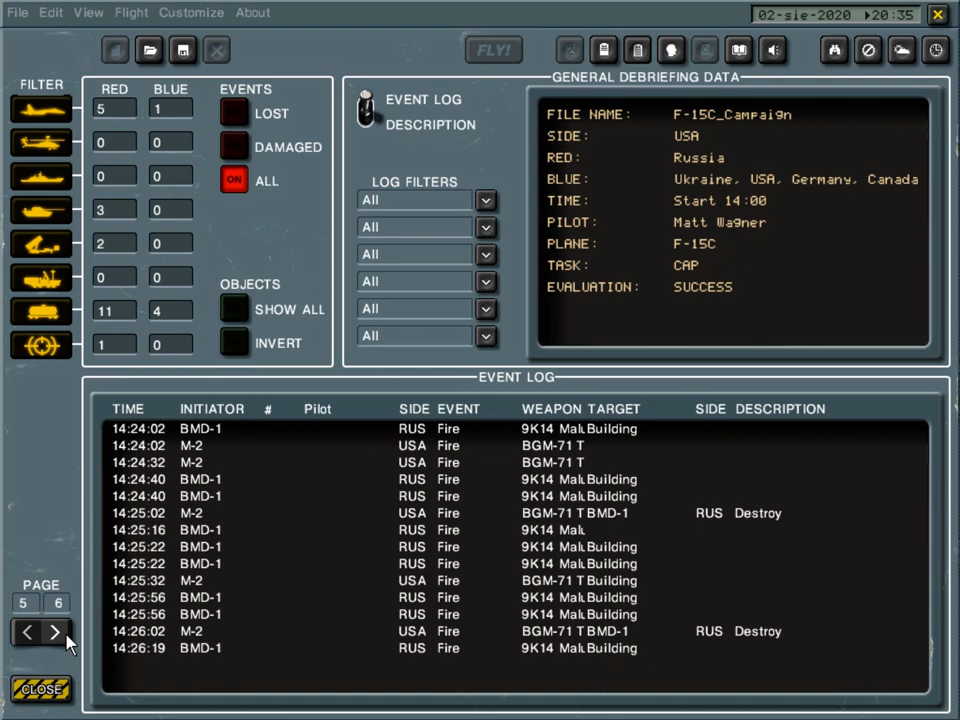 File Edit View Flight Customize About
02-sie-2020 20:35
FLY!
FILTER
RED BLUE
5 1
0 0
0 0
3 0
2 0
0 0
11 4
1 0
EVENTS
LOST
DAMAGED
ON ALL
OBJECTS
SHOW ALL
INVERT
EVENT LOG
DESCRIPTION
LOG FILTERS
All
All
All
All
All
All
GENERAL DEBRIEFING DATA
FILE NAME: F-15C_Campaign
SIDE: USA
RED: Russia
BLUE: Ukraine, USA, Germany, Canada
TIME: Start 14:00
PILOT: Matt Wagner
PLANE: F-15C
TASK: CAP
EVALUATION: SUCCESS
EVENT LOG
TIME INITIATOR # Pilot SIDE EVENT WEAPON TARGET SIDE DESCRIPTION
14:24:02 BMD-1 RUS Fire 9K14 Mal Building
14:24:02 M-2 USA Fire BGM-71 T
14:24:32 M-2 USA Fire BGM-71 T
14:24:40 BMD-1 RUS Fire 9K14 Mal Building
14:24:40 BMD-1 RUS Fire 9K14 Mal Building
14:25:02 M-2 USA Fire BGM-71 T BMD-1 RUS Destroy
14:25:16 BMD-1 RUS Fire 9K14 Mal
14:25:22 BMD-1 RUS Fire 9K14 Mal Building
14:25:22 BMD-1 RUS Fire 9K14 Mal Building
14:25:32 M-2 USA Fire BGM-71 T Building
14:25:56 BMD-1 RUS Fire 9K14 Mal Building
14:25:56 BMD-1 RUS Fire 9K14 Mal Building
14:26:02 M-2 USA Fire BGM-71 T BMD-1 RUS Destroy
14:26:19 BMD-1 RUS Fire 9K14 Mal Building
PAGE
5 6
CLOSE